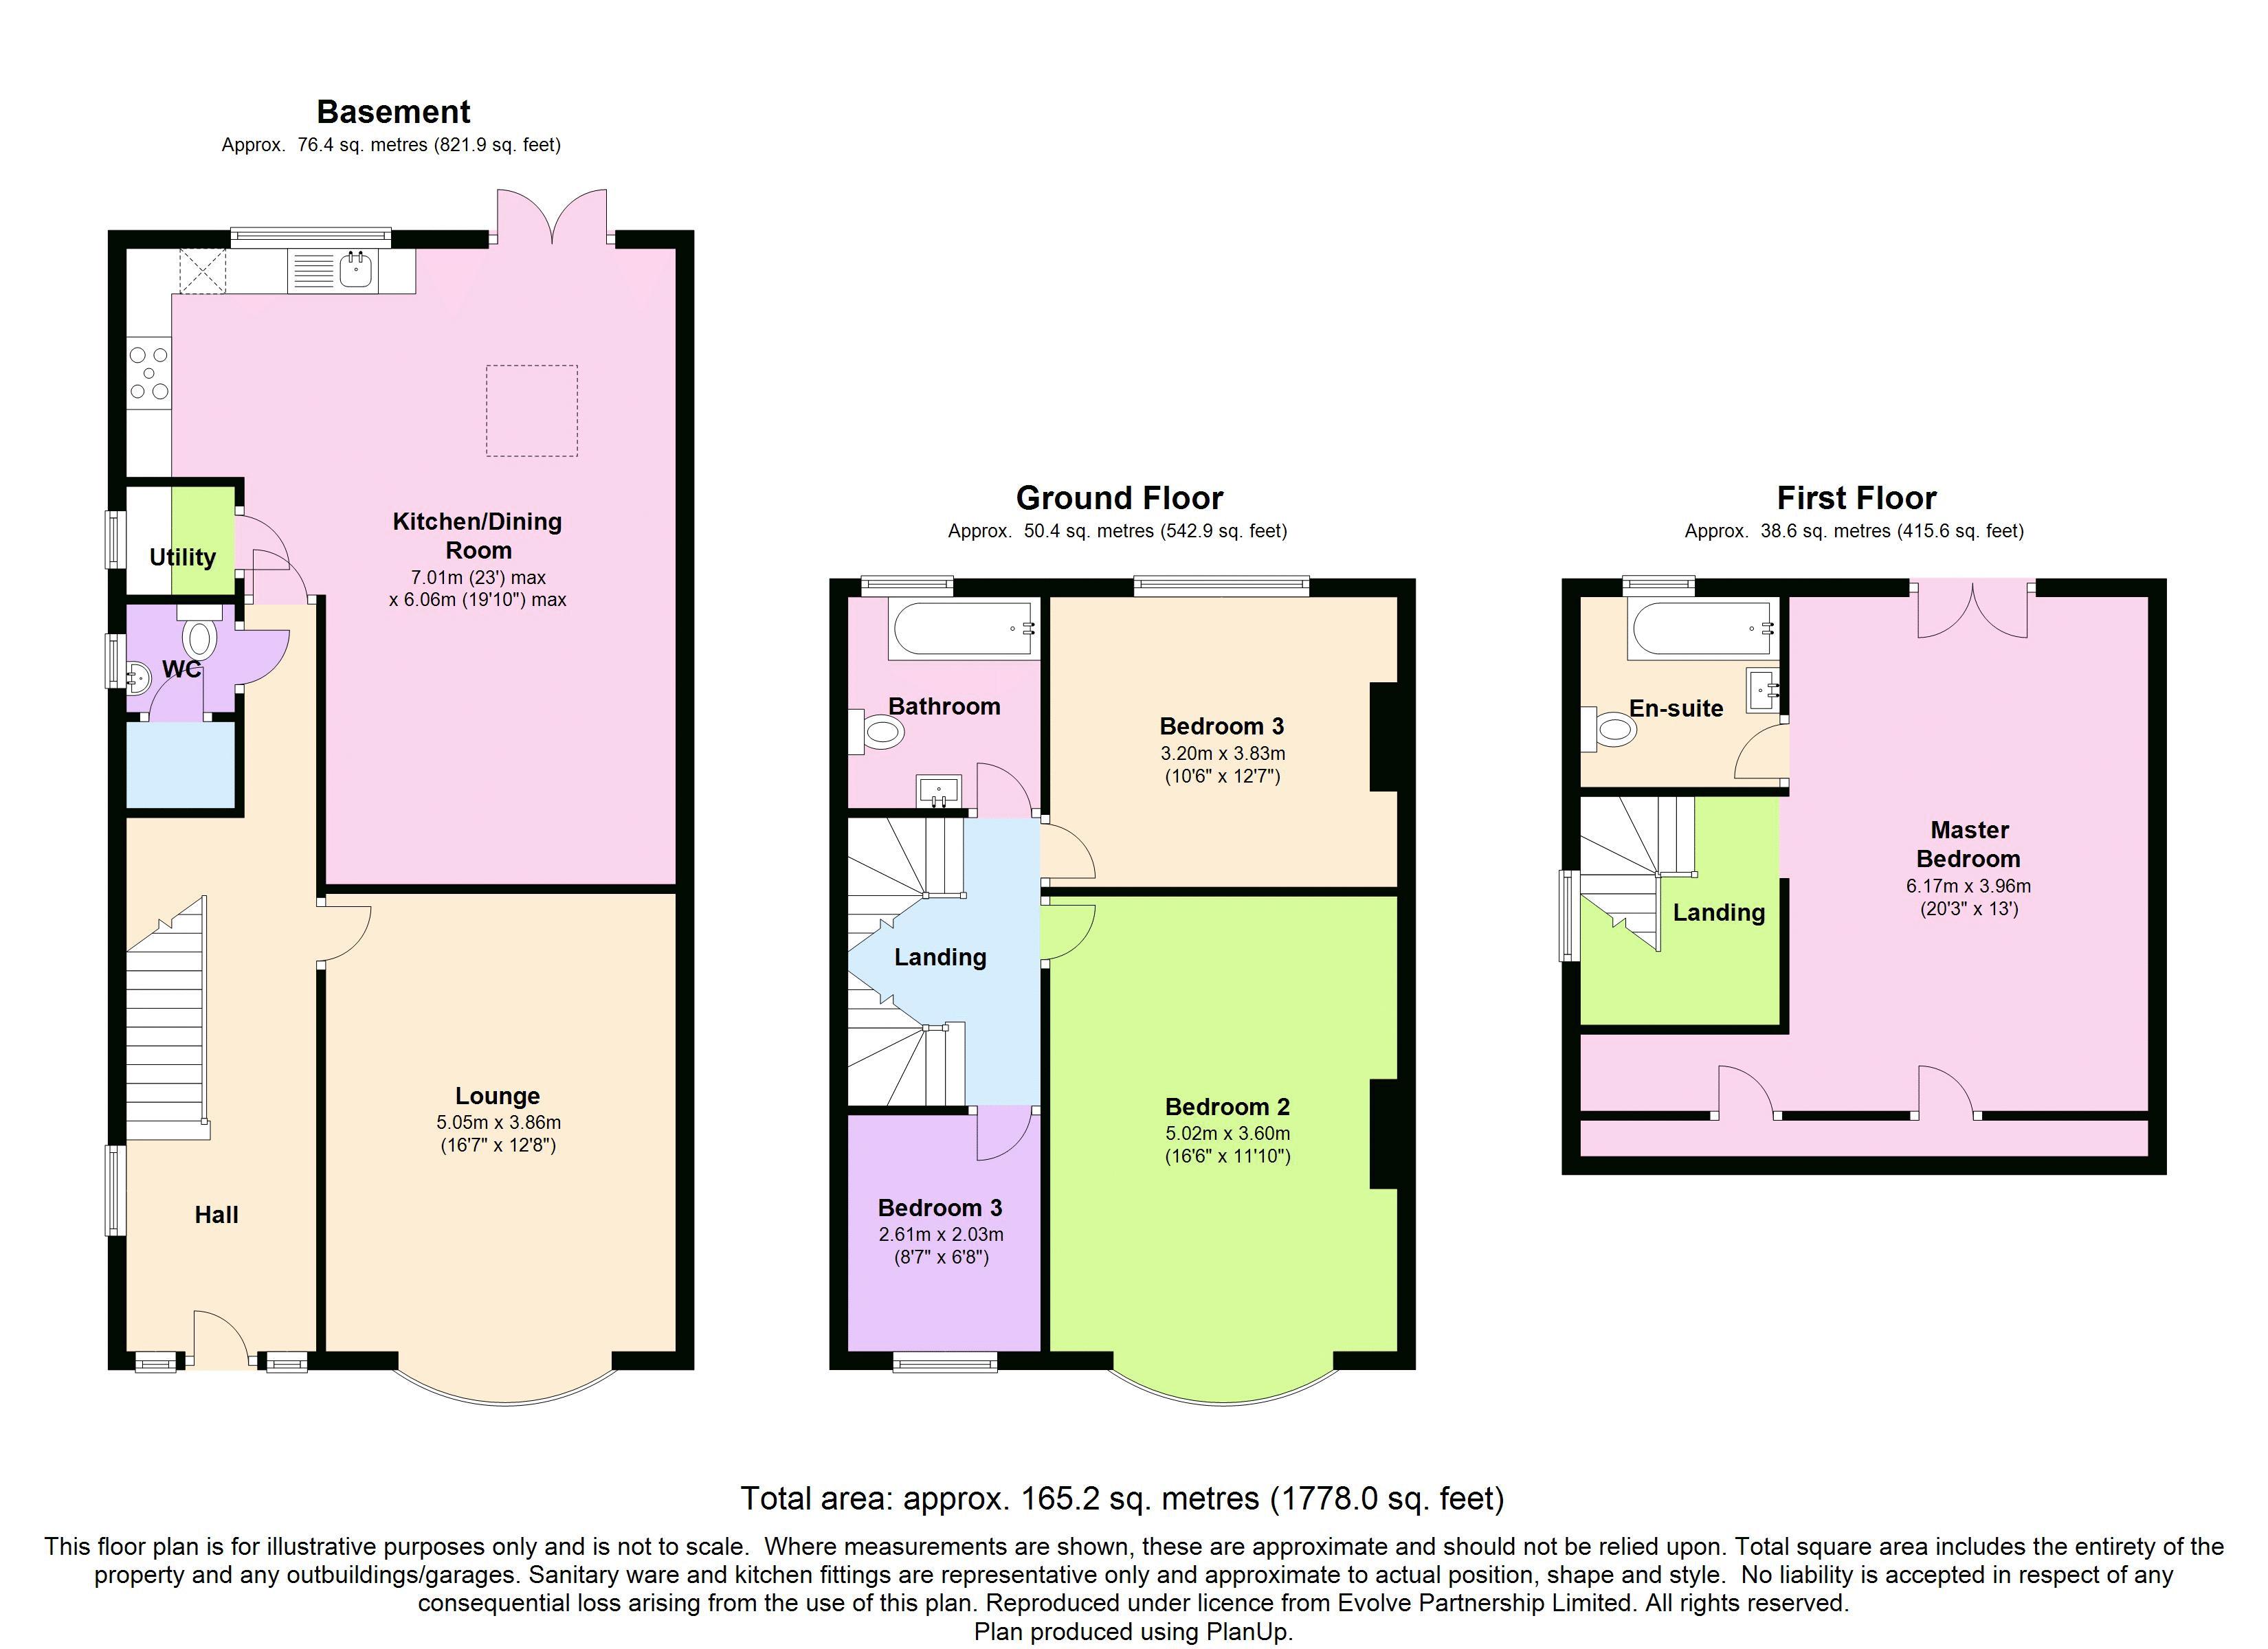 Basement
Approx. 76.4 sq. metres (821.9 sq. feet)
Kitchen/Dining
Room
7.01m (23') max
x 6.06m (19'10") max
Utility
WC
Lounge
5.05m x 3.86m
(16'7" x 12'8")
Hall
Ground Floor
Approx. 50.4 sq. metres (542.9 sq. feet)
Bathroom
Bedroom 3
3.20m x 3.83m
(10'6" x 12'7")
Landing
Bedroom 2
5.02m x 3.60m
(16'6" x 11'10")
Bedroom 3
2.61m x 2.03m
(8'7" x 6'8")
First Floor
Approx. 38.6 sq. metres (415.6 sq. feet)
En-suite
Master
Bedroom
6.17m x 3.96m
(20'3" x 13')
Landing
Total area: approx. 165.2 sq. metres (1778.0 sq. feet)
This floor plan is for illustrative purposes only and is not to scale. Where measurements are shown, these are approximate and should not be relied upon. Total square area includes the entirety of the
property and any outbuildings/garages. Sanitary ware and kitchen fittings are representative only and approximate to actual position, shape and style. No liability is accepted in respect of any
consequential loss arising from the use of this plan. Reproduced under licence from Evolve Partnership Limited. All rights reserved.
Plan produced using PlanUp.